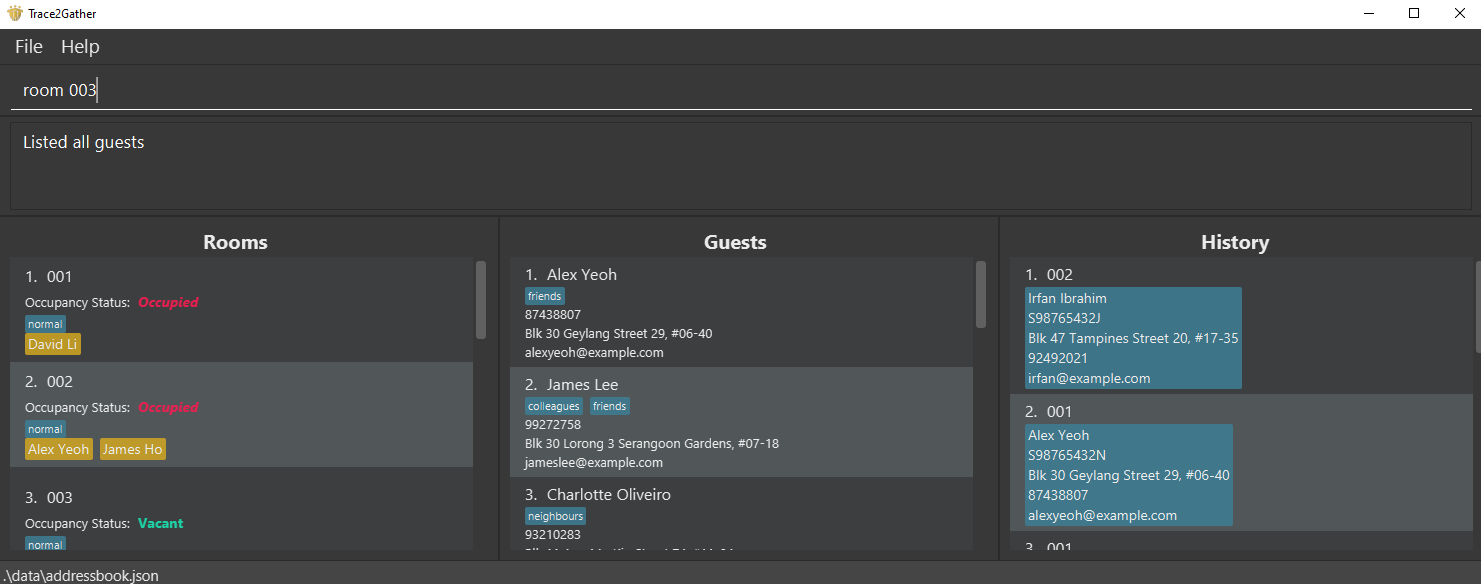 Trace2Gather
File Help
room 003
Listed all guests
Rooms
1. 001
Occupancy Status: Occupied
normal
David Li
2. 002
Occupancy Status: Occupied
normal
Alex Yeoh James Ho
3. 003
Occupancy Status: Vacant
normal
Guests
1. Alex Yeoh
friends
87438807
Blk 30 Geylang Street 29, #06-40
alexyeoh@example.com
2. James Lee
colleagues friends
99272758
Blk 30 Lorong 3 Serangoon Gardens, #07-18
jameslee@example.com
3. Charlotte Oliveiro
neighbours
93210283
History
1. 002
Irfan Ibrahim
S98765432J
Blk 47 Tampines Street 20, #17-35
92492021
irfan@example.com
2. 001
Alex Yeoh
S98765432N
Blk 30 Geylang Street 29, #06-40
87438807
alexyeoh@example.com
3. 001
.\data\addressbook.json